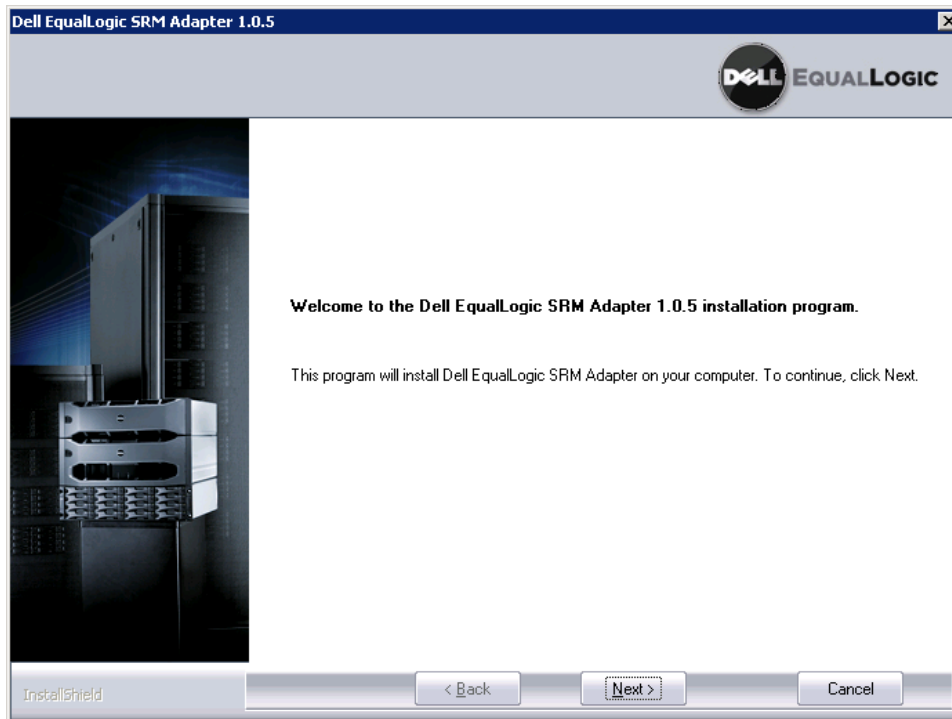 Dell EqualLogic SRM Adapter 1.0.5
DELL EQUALLOGIC
Welcome to the Dell EqualLogic SRM Adapter 1.0.5 installation program.
This program will install Dell EqualLogic SRM Adapter on your computer. To continue, click Next.
InstallShield
< Back
Next >
Cancel